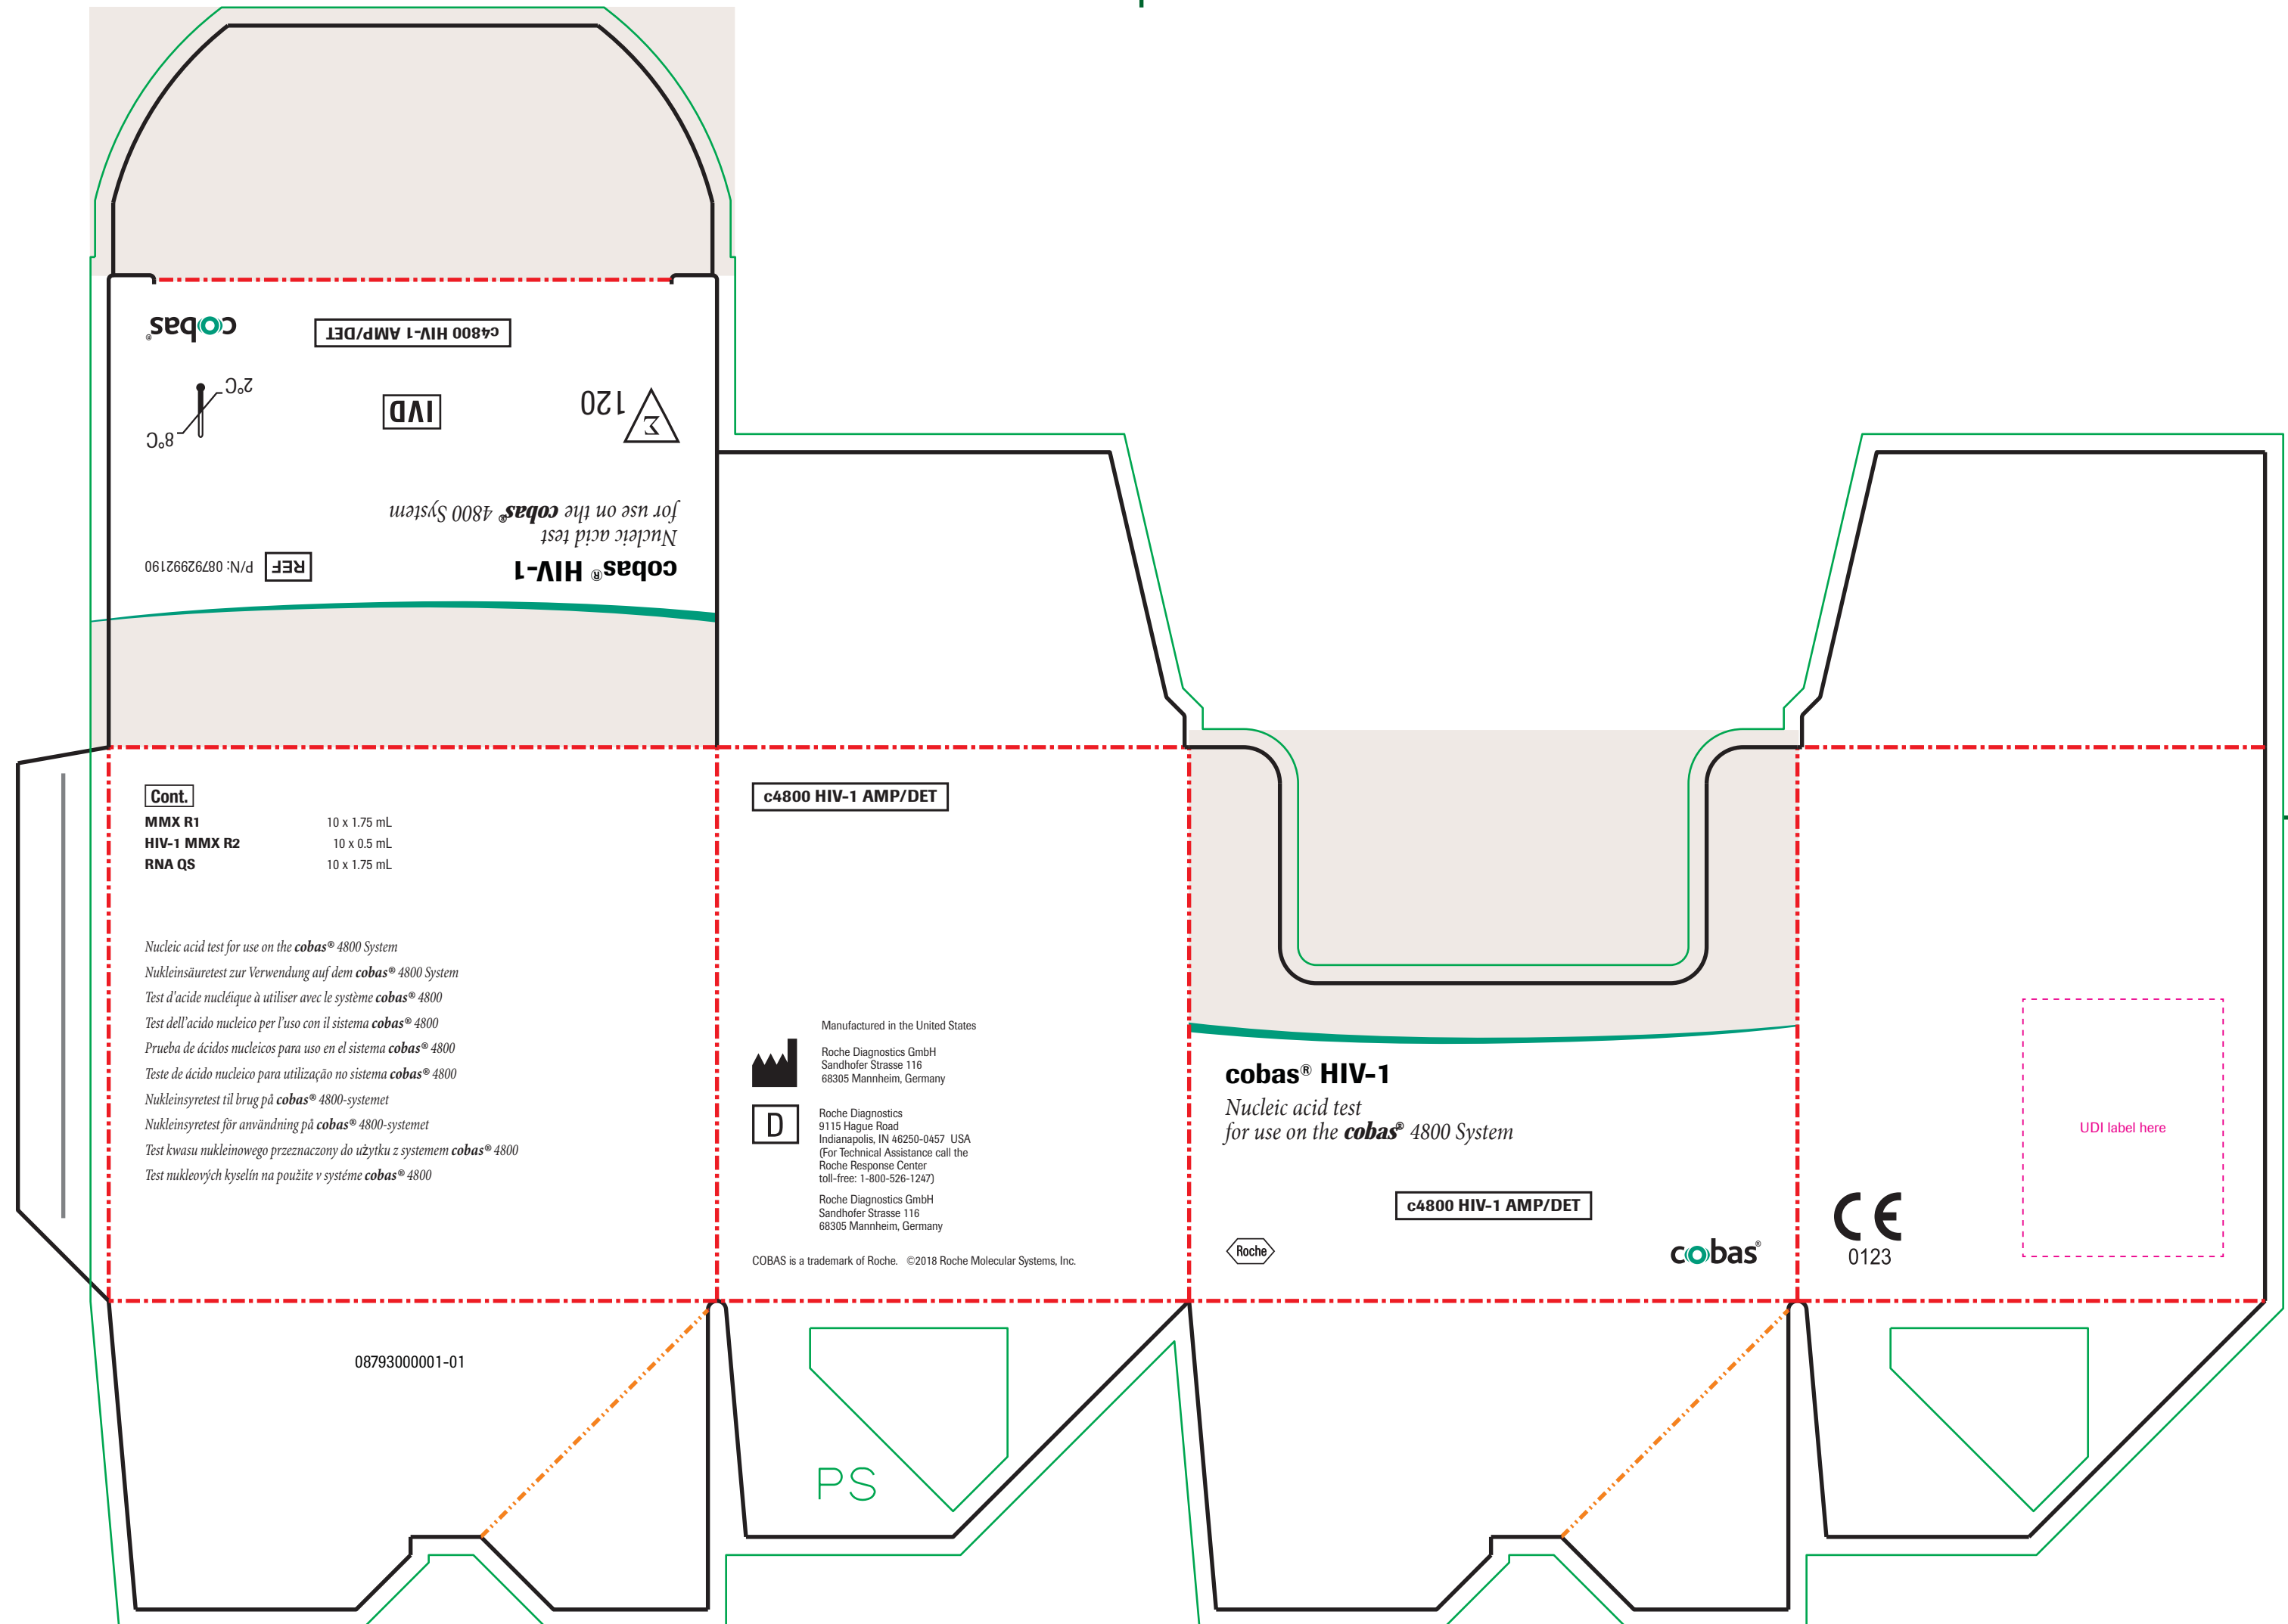 cobas® HIV-1
Nucleic acid test
for use on the cobas® 4800 System
REF P/N: 08792992190
Σ 120
IVD
8°C
2°C
c4800 HIV-1 AMP/DET
cobas®
Cont.
MMX R1 10 x 1.75 mL
HIV-1 MMX R2 10 x 0.5 mL
RNA QS 10 x 1.75 mL
Nucleic acid test for use on the cobas® 4800 System
Nukleinsäuretest zur Verwendung auf dem cobas® 4800 System
Test d'acide nucléique à utiliser avec le système cobas® 4800
Test dell'acido nucleico per l'uso con il sistema cobas® 4800
Prueba de ácidos nucleicos para uso en el sistema cobas® 4800
Teste de ácido nucleico para utilização no sistema cobas® 4800
Nukleinsyretest til brug på cobas® 4800-systemet
Nukleinsyretest för användning på cobas® 4800-systemet
Test kwasu nukleinowego przeznaczony do użytku z systemem cobas® 4800
Test nukleových kyselín na použite v systéme cobas® 4800
08793000001-01
c4800 HIV-1 AMP/DET
Manufactured in the United States
Roche Diagnostics GmbH
Sandhofer Strasse 116
68305 Mannheim, Germany
D
Roche Diagnostics
9115 Hague Road
Indianapolis, IN 46250-0457 USA
(For Technical Assistance call the
Roche Response Center
toll-free: 1-800-526-1247)
Roche Diagnostics GmbH
Sandhofer Strasse 116
68305 Mannheim, Germany
COBAS is a trademark of Roche. ©2018 Roche Molecular Systems, Inc.
PS
cobas® HIV-1
Nucleic acid test
for use on the cobas® 4800 System
c4800 HIV-1 AMP/DET
Roche
cobas®
CE
0123
UDI label here